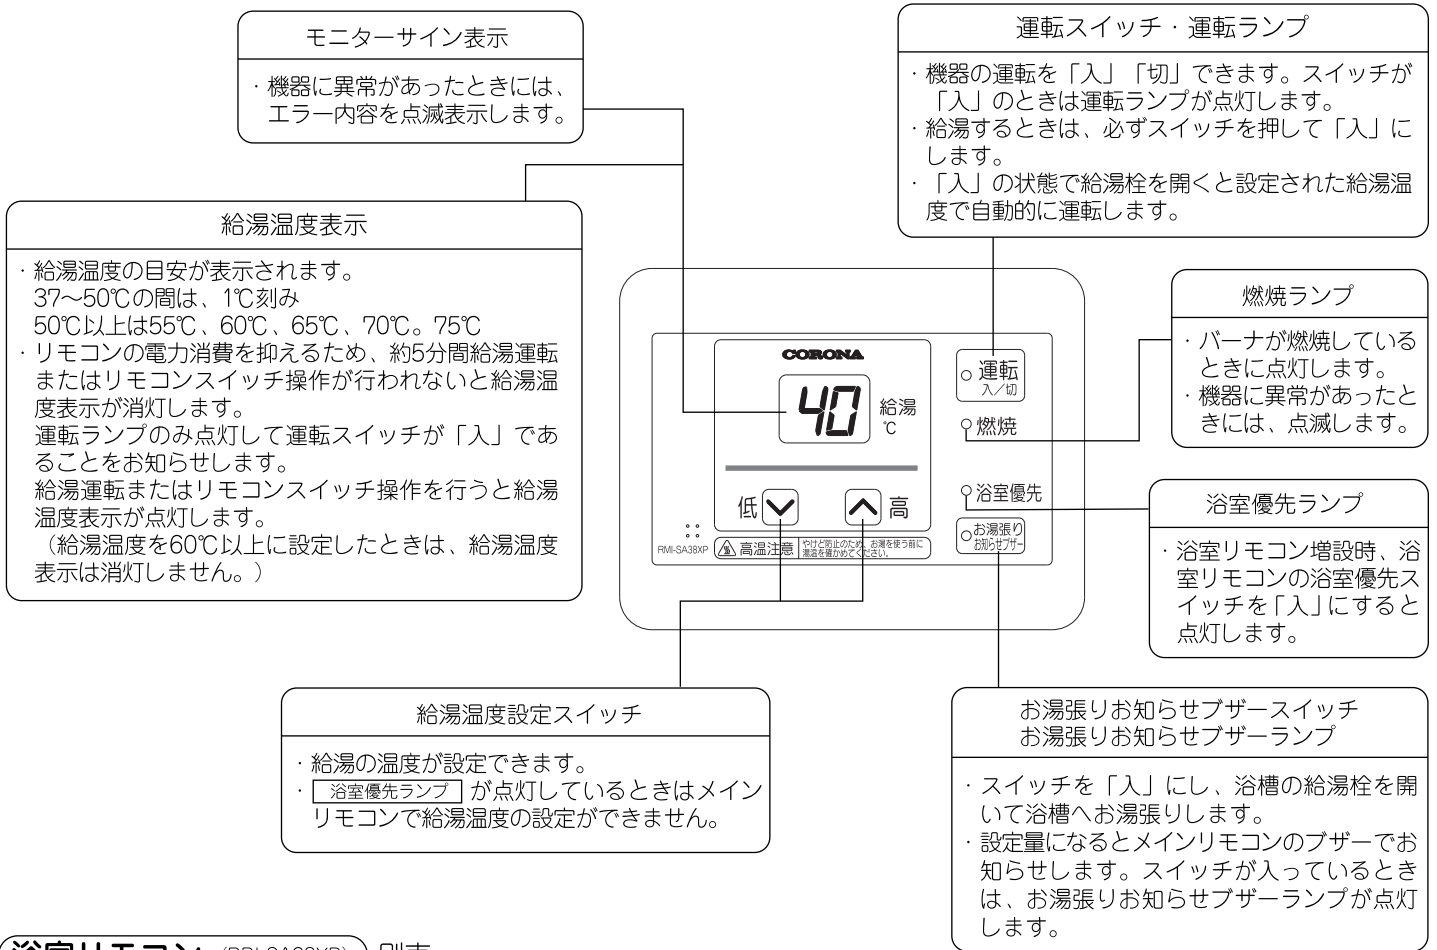 モニターサイン表示
・機器に異常があったときには、
エラー内容を点滅表示します。
運転スイッチ・運転ランプ
・機器の運転を「入」「切」できます。スイッチが
「入」のときは運転ランプが点灯します。
・給湯するときは、必ずスイッチを押して「入」に
します。
・「入」の状態で給湯栓を開くと設定された給湯温
度で自動的に運転します。
給湯温度表示
・給湯温度の目安が表示されます。
37〜50℃の間は、1℃刻み
50℃以上は55℃、60℃、65℃、70℃。75℃
・リモコンの電力消費を抑えるため、約5分間給湯運転
またはリモコンスイッチ操作が行われないと給湯温
度表示が消灯します。
運転ランプのみ点灯して運転スイッチが「入」であ
ることをお知らせします。
給湯運転またはリモコンスイッチ操作を行うと給湯
温度表示が点灯します。
（給湯温度を60℃以上に設定したときは、給湯温度
表示は消灯しません。）
CORONA
40
給湯
℃
低
高
RMI-SA38XP
高温注意
やけど防止のため、お湯を使う前に
湯温を確かめてください。
運転
入／切
燃焼
浴室優先
お湯張り
お知らせブザー
燃焼ランプ
・バーナが燃焼している
ときに点灯します。
・機器に異常があったと
きには、点滅します。
浴室優先ランプ
・浴室リモコン増設時、浴
室リモコンの浴室優先ス
イッチを「入」にすると
点灯します。
給湯温度設定スイッチ
・給湯の温度が設定できます。
・浴室優先ランプ が点灯しているときはメイン
リモコンで給湯温度の設定ができません。
お湯張りお知らせブザースイッチ
お湯張りお知らせブザーランプ
・スイッチを「入」にし、浴槽の給湯栓を開
いて浴槽へお湯張りします。
・設定量になるとメインリモコンのブザーでお
知らせします。スイッチが入っているとき
は、お湯張りお知らせブザーランプが点灯
します。
浴室リモコン